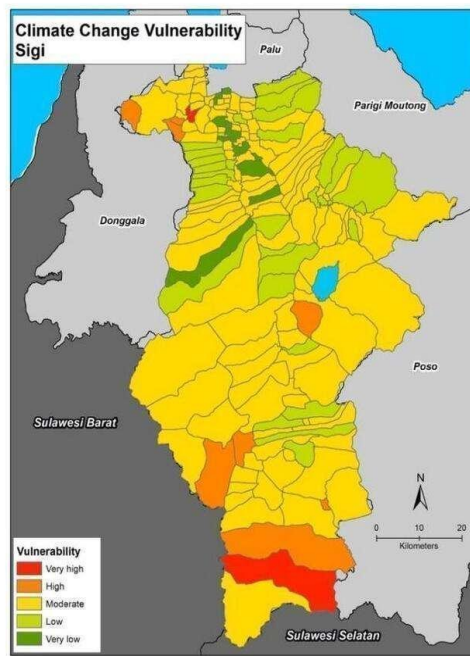 Climate Change Vulnerability
Sigi
Palu
Parigi Moutong
Donggala
Poso
Sulawesi Barat
N
0 10 20
Kilometers
Vulnerability
Very high
High
Moderate
Low
Very low
Sulawesi Selatan